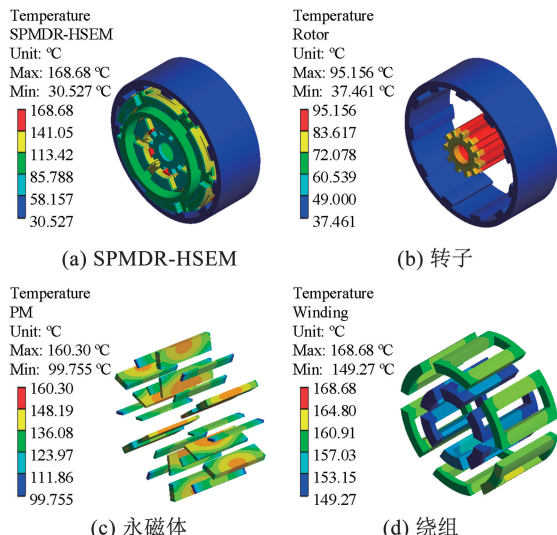 Temperature
SPMDR-HSEM
Unit: ℃
Max: 168.68 ℃
Min: 30.527 ℃
168.68
141.05
113.42
85.788
58.157
30.527
(a) SPMDR-HSEM
Temperature
Rotor
Unit: ℃
Max: 95.156 ℃
Min: 37.461 ℃
95.156
83.617
72.078
60.539
49.000
37.461
(b) 转子
Temperature
PM
Unit: ℃
Max: 160.30 ℃
Min: 99.755 ℃
160.30
148.19
136.08
123.97
111.86
99.755
(c) 永磁体
Temperature
Winding
Unit: ℃
Max: 168.68 ℃
Min: 149.27 ℃
168.68
164.80
160.91
157.03
153.15
149.27
(d) 绕组